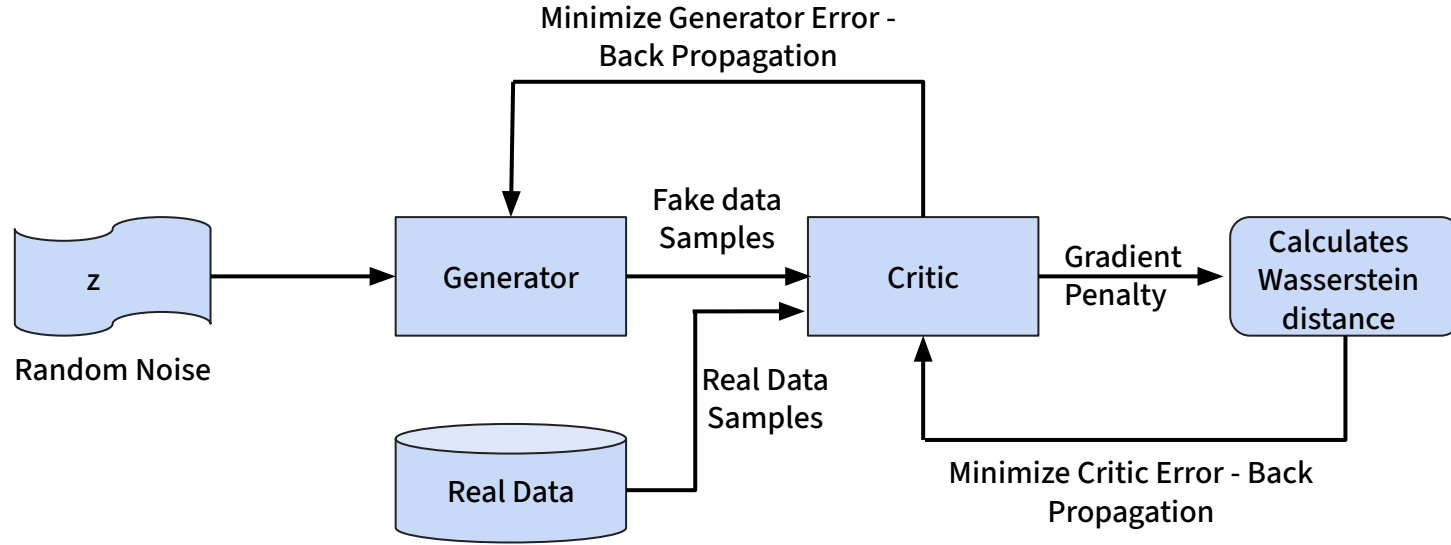 Minimize Generator Error -
Back Propagation
Fake data
Samples
z
Generator
Critic
Gradient
Penalty
Calculates
Wasserstein
distance
Random Noise
Real Data
Samples
Real Data
Minimize Critic Error - Back
Propagation